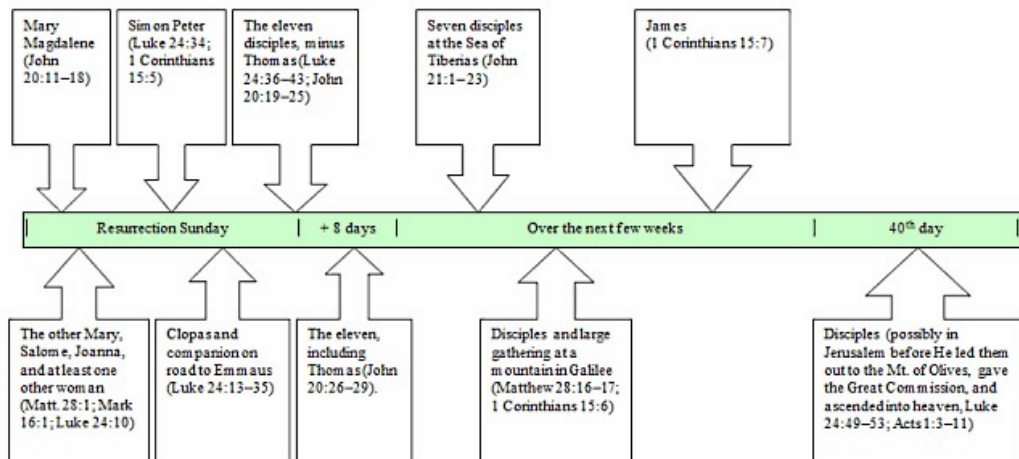 Mary
Magdalene
(John
20:11–18)
Simon Peter
(Luke 24:34;
1 Corinthians
15:5)
The eleven
disciples, minus
Thomas (Luke
24:36–43; John
20:19–25)
Seven disciples
at the Sea of
Tiberias (John
21:1–23)
James
(1 Corinthians 15:7)
Resurrection Sunday
+ 8 days
Over the next few weeks
40th day
The other Mary,
Salome, Joanna,
and at least one
other woman
(Matt. 28:1; Mark
16:1; Luke 24:10)
Clopas and
companion on
road to Emmaus
(Luke 24:13–35)
The eleven,
including
Thomas (John
20:26–29).
Disciples and large
gathering at a
mountain in Galilee
(Matthew 28:16–17;
1 Corinthians 15:6)
Disciples (possibly in
Jerusalem before He led them
out to the Mt. of Olives, gave
the Great Commission, and
ascended into heaven, Luke
24:49–53; Acts 1:3–11)